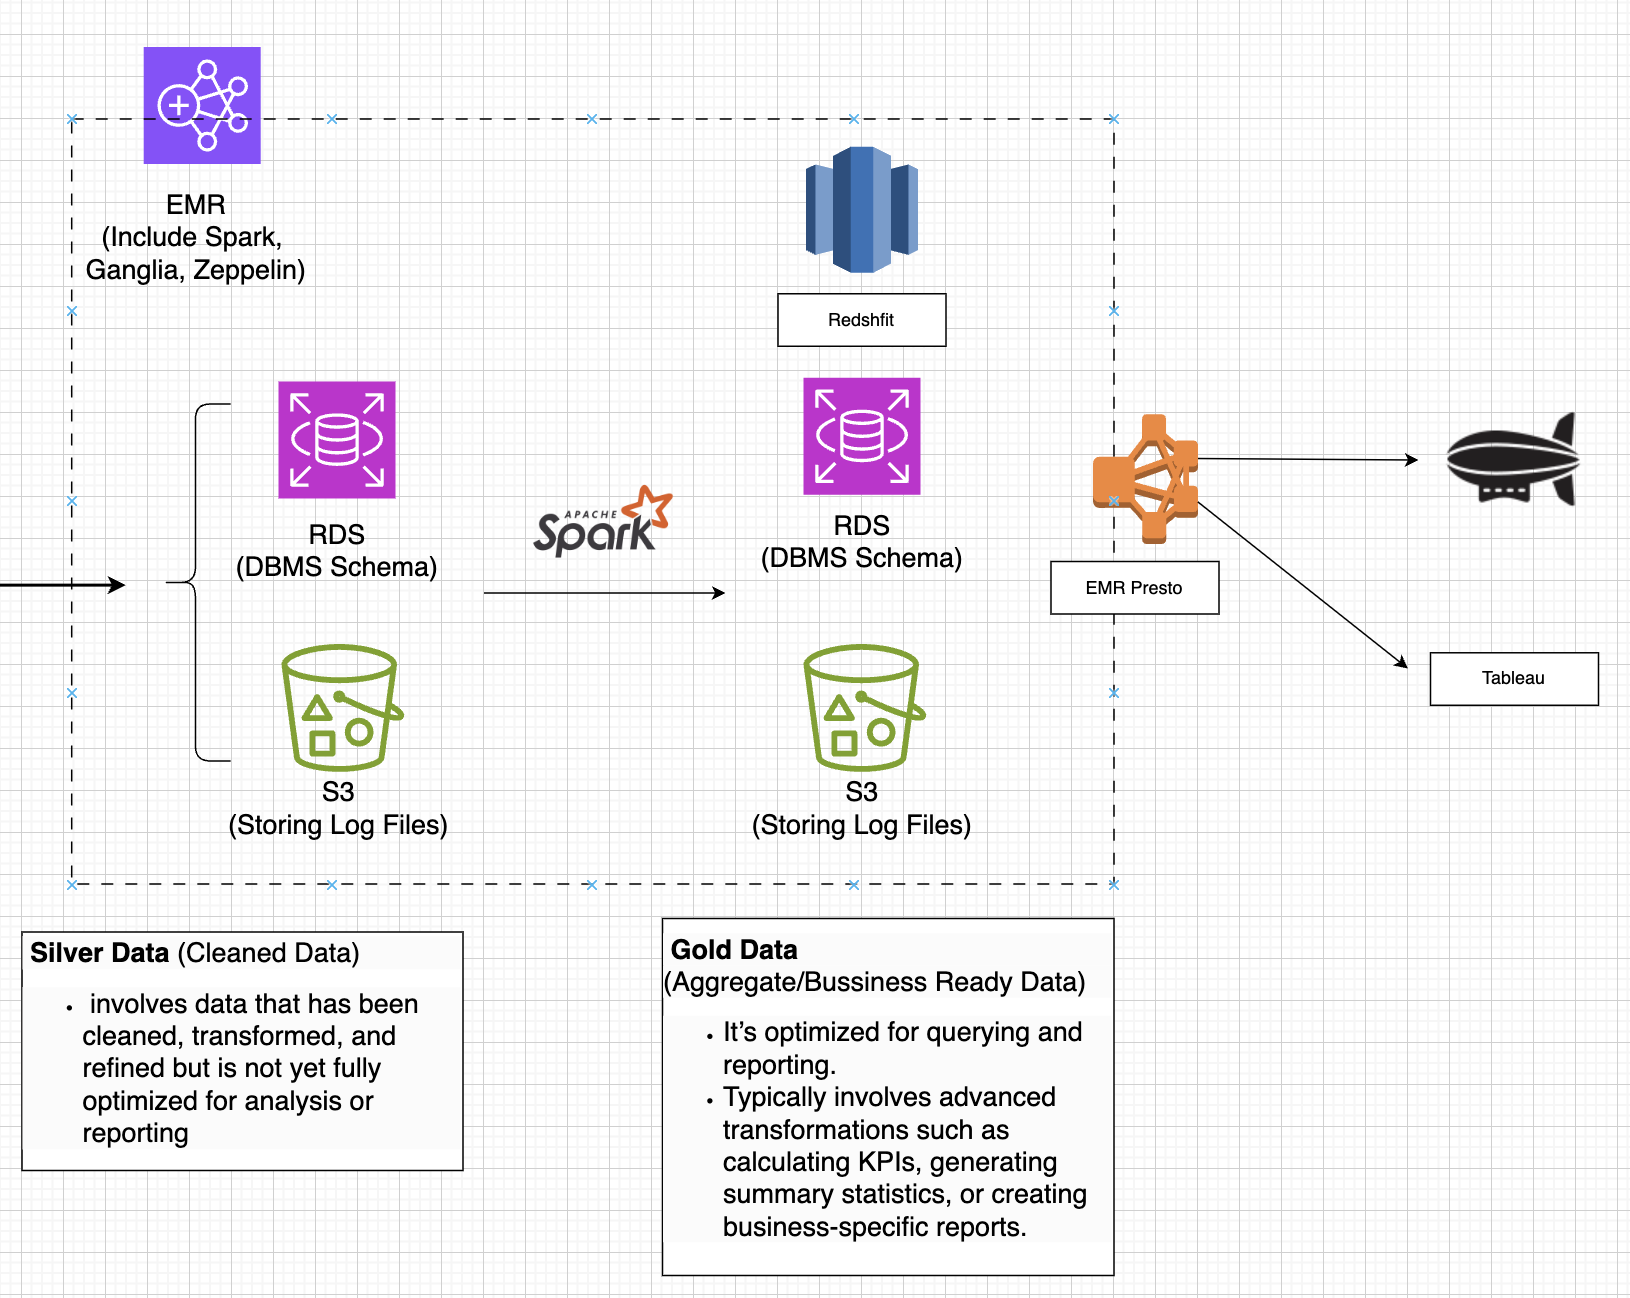 EMR
(Include Spark,
Ganglia, Zeppelin)
Redshfit
RDS
(DBMS Schema)
APACHE
Spark
RDS
(DBMS Schema)
EMR Presto
Tableau
S3
(Storing Log Files)
S3
(Storing Log Files)
Silver Data (Cleaned Data)
• involves data that has been
cleaned, transformed, and
refined but is not yet fully
optimized for analysis or
reporting
Gold Data
(Aggregate/Bussiness Ready Data)
• It’s optimized for querying and
reporting.
• Typically involves advanced
transformations such as
calculating KPIs, generating
summary statistics, or creating
business-specific reports.